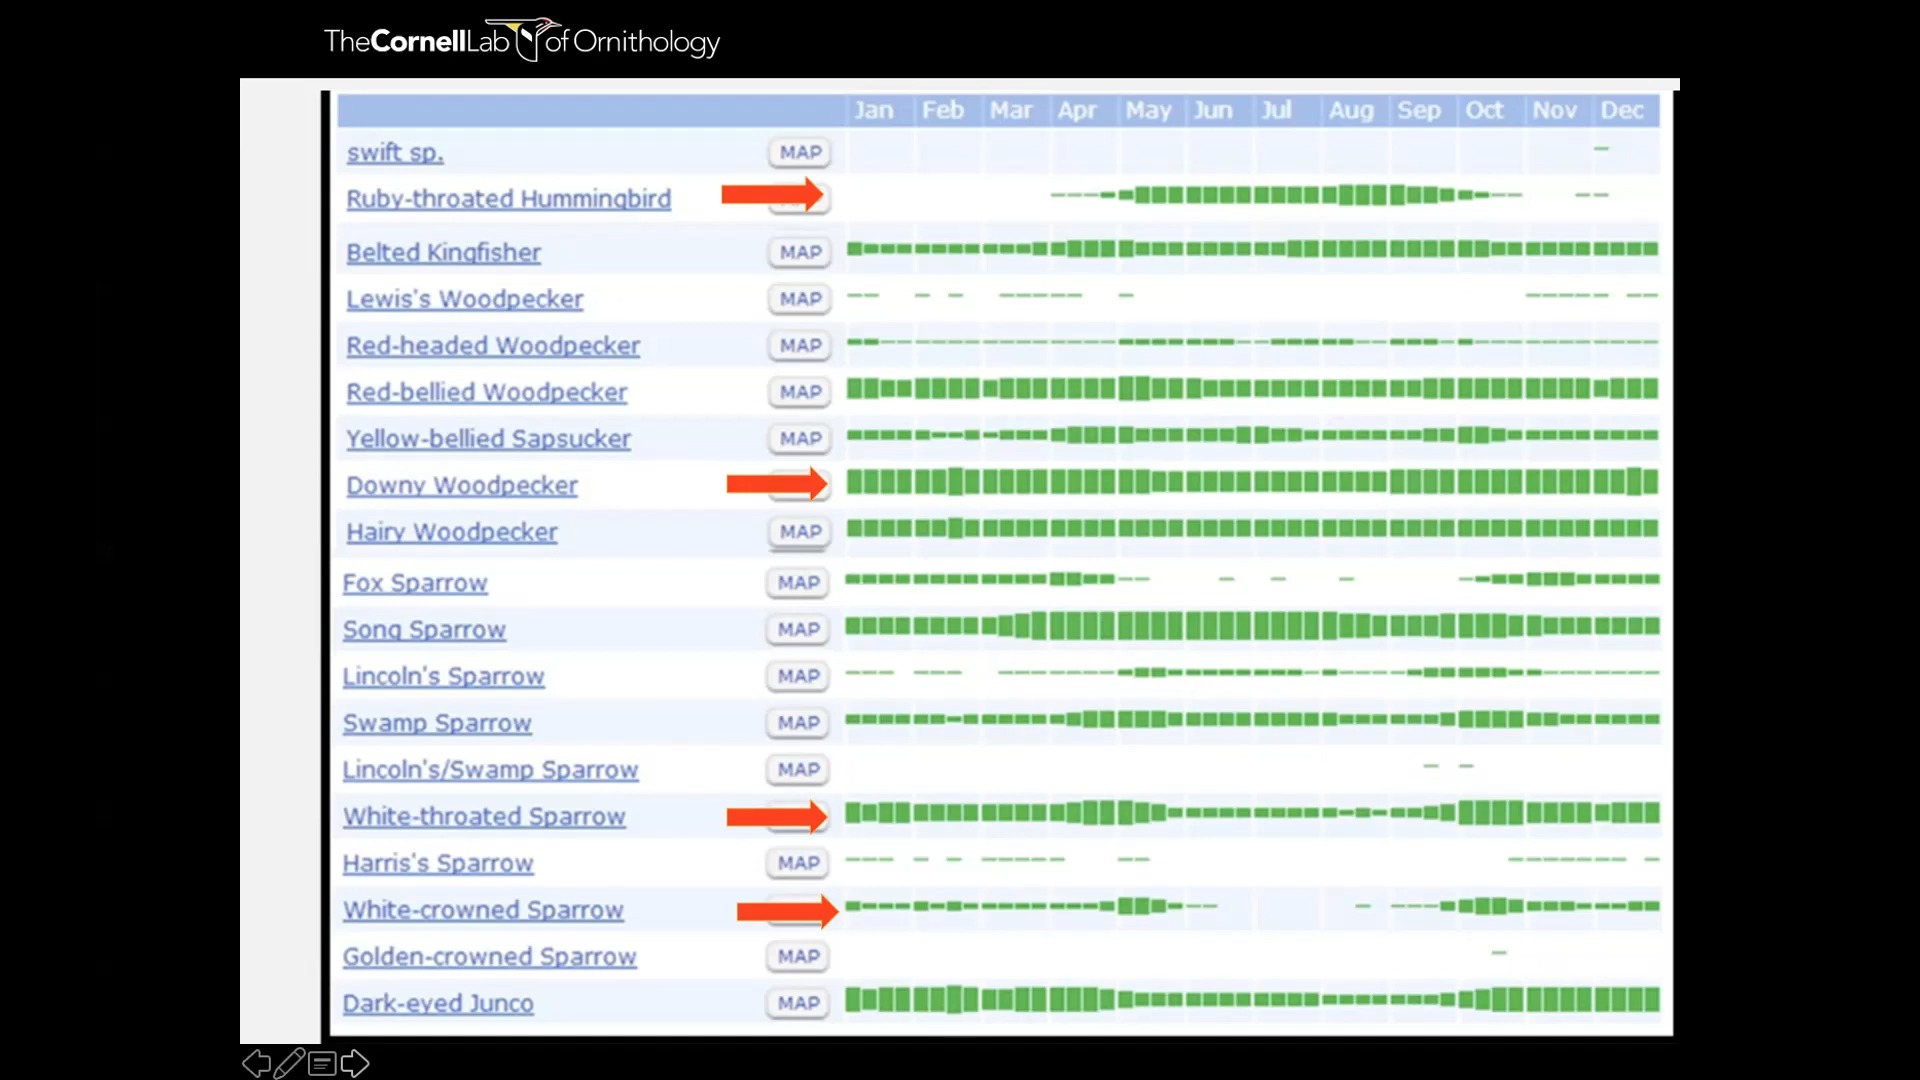 TheCornellLab of Ornithology
Jan Feb Mar Apr May Jun Jul Aug Sep Oct Nov Dec
swift sp. MAP
Ruby-throated Hummingbird
Belted Kingfisher MAP
Lewis's Woodpecker MAP
Red-headed Woodpecker MAP
Red-bellied Woodpecker MAP
Yellow-bellied Sapsucker MAP
Downy Woodpecker
Hairy Woodpecker MAP
Fox Sparrow MAP
Song Sparrow MAP
Lincoln's Sparrow MAP
Swamp Sparrow MAP
Lincoln's/Swamp Sparrow MAP
White-throated Sparrow
Harris's Sparrow MAP
White-crowned Sparrow
Golden-crowned Sparrow MAP
Dark-eyed Junco MAP